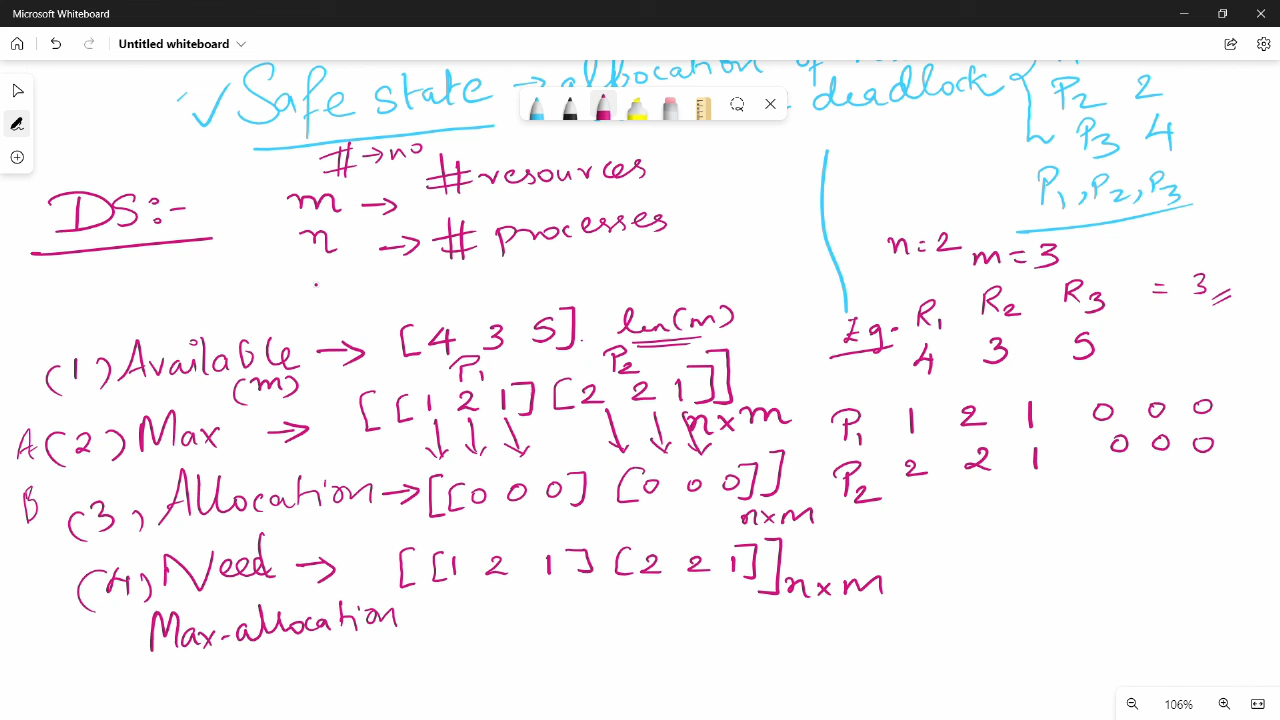 Microsoft Whiteboard
Untitled whiteboard
✓ Safe state → allocation of
deadlock
P2 2
P3 4
P1, P2, P3
# → no
DS:-
m → # resources
n → # processes
n = 2 m = 3
Eg- R1 R2 R3 = 3
4 3 5
(1) Available (m) → [4 3 5]. len(m)
P1 P2
A (2) Max → [[1 2 1] [2 2 1]] n×m
P1 1 2 1 0 0 0
B (3) Allocation → [[0 0 0] [0 0 0]] n×m
P2 2 2 1 0 0 0
(4) Need → [[1 2 1] [2 2 1]] n×m
Max-allocation
106%